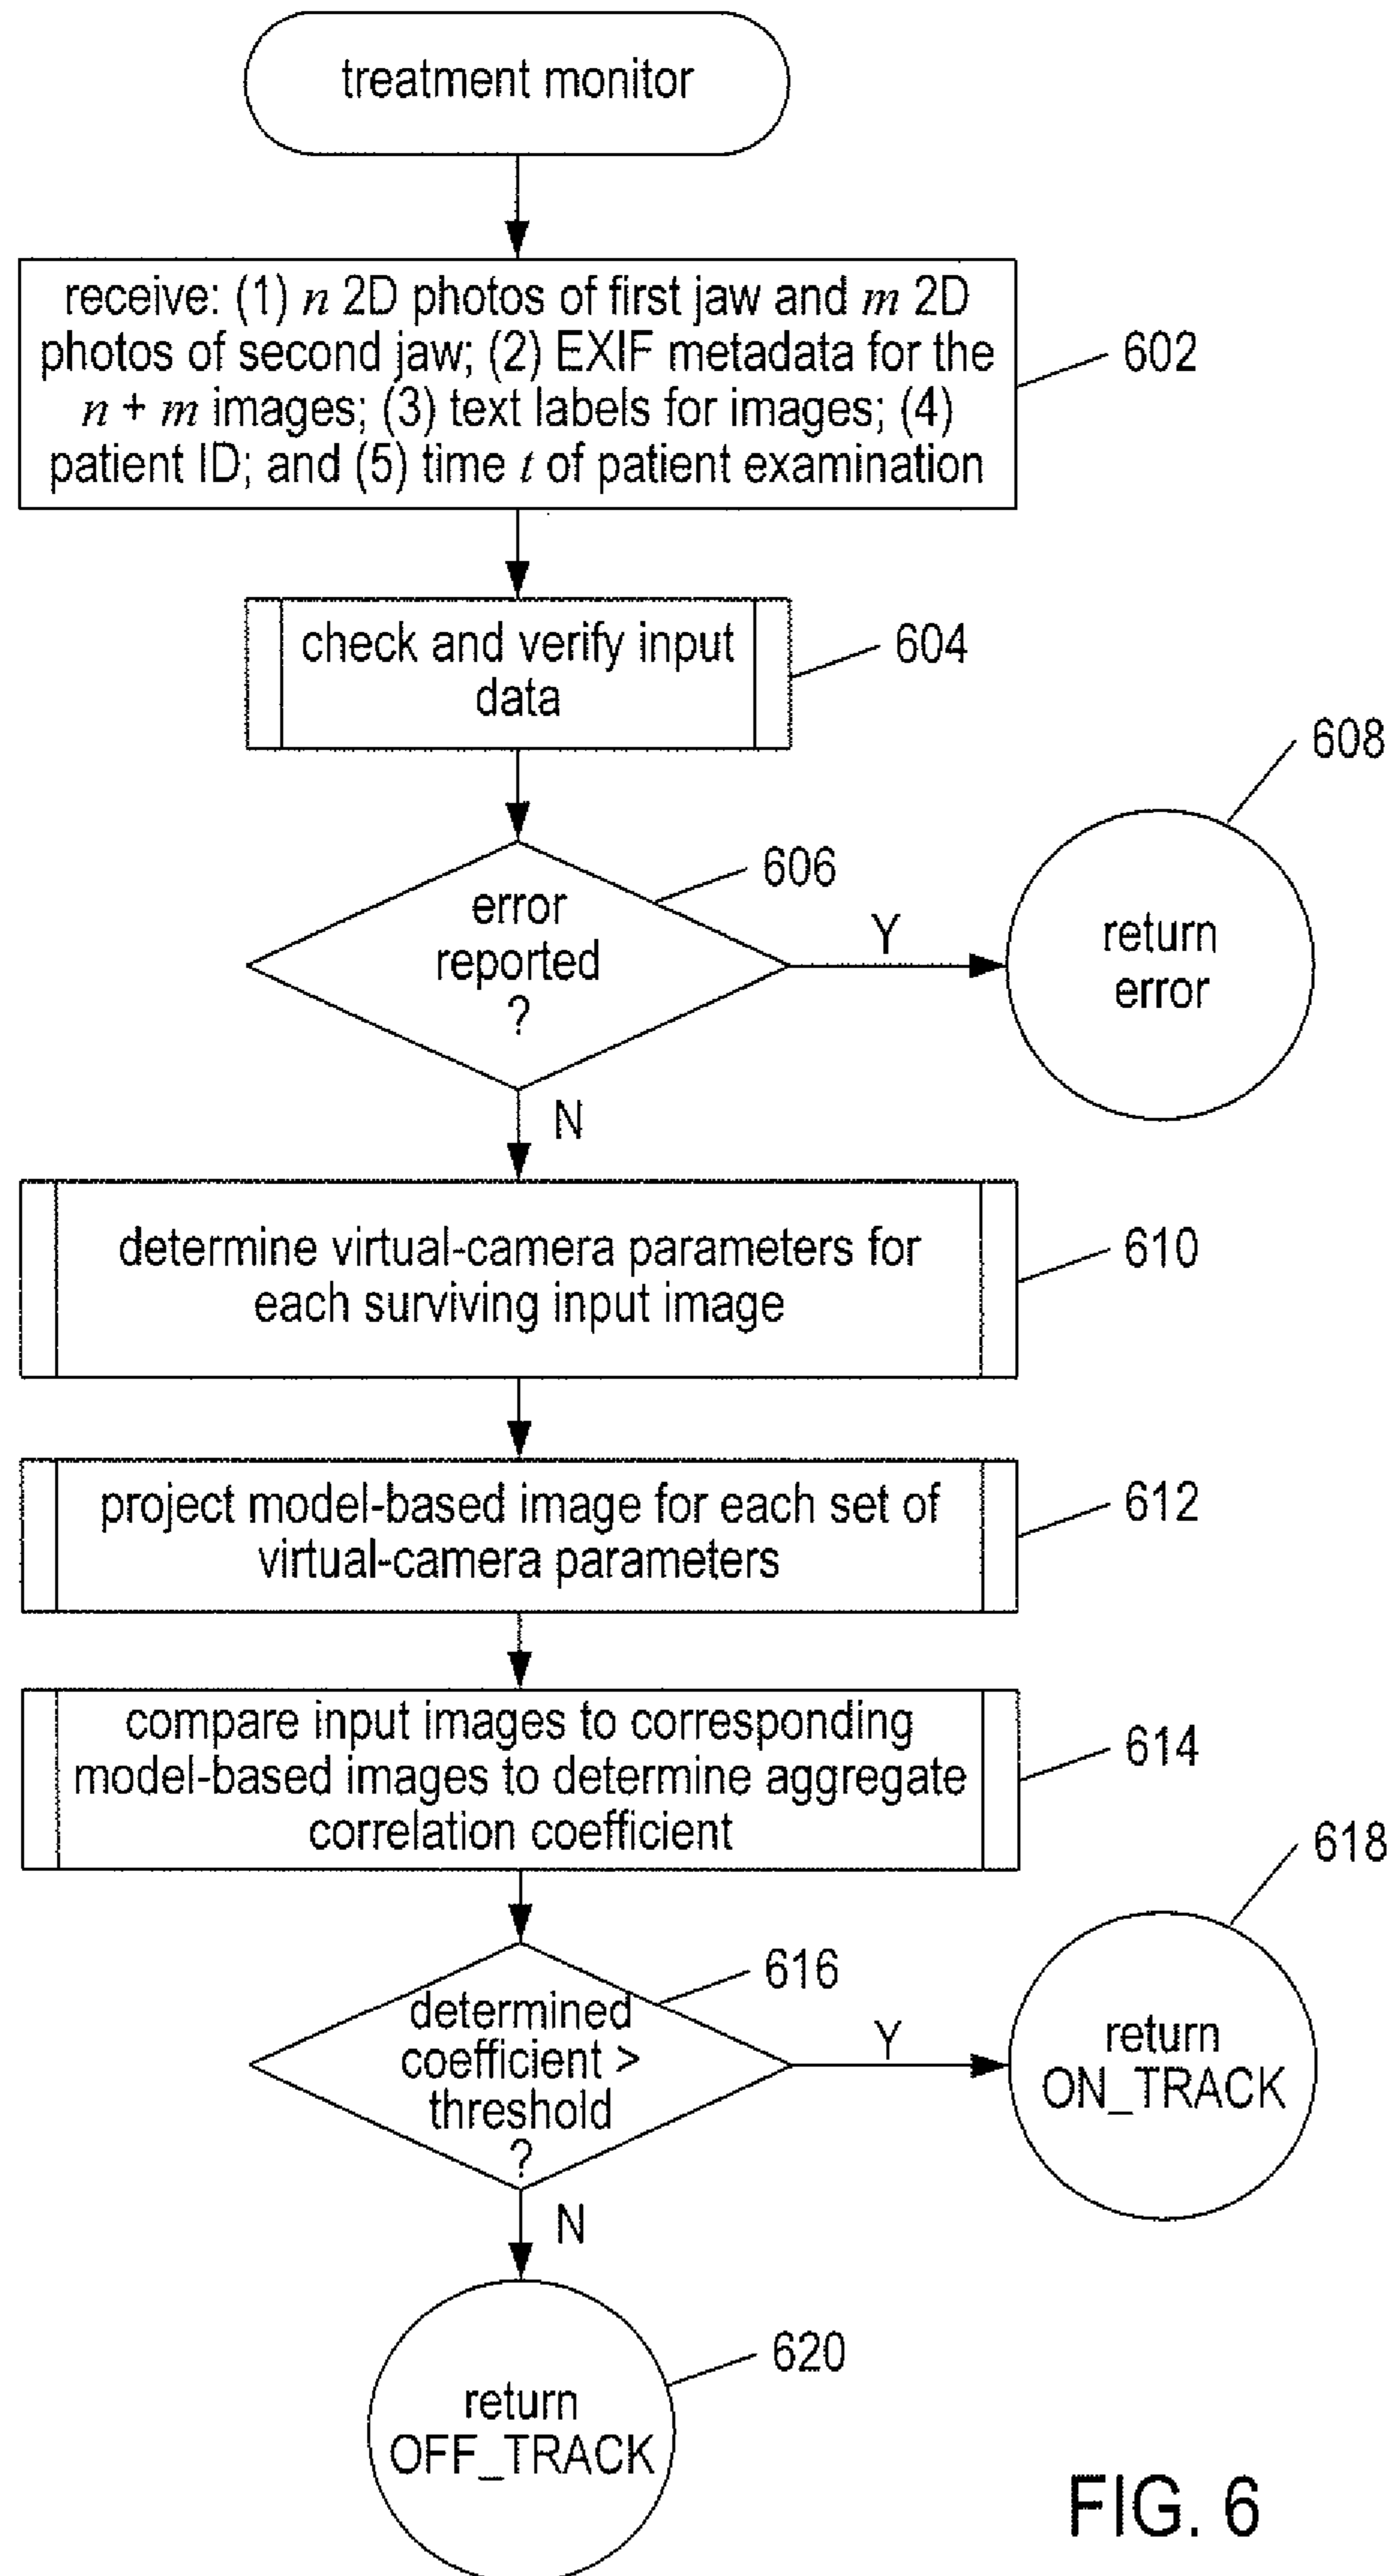 treatment monitor
receive: (1) n 2D photos of first jaw and m 2D
photos of second jaw; (2) EXIF metadata for the
n + m images; (3) text labels for images; (4)
patient ID; and (5) time t of patient examination
602
check and verify input
data
604
608
606
error
reported
?
Y
return
error
N
determine virtual-camera parameters for
each surviving input image
610
project model-based image for each set of
virtual-camera parameters
612
compare input images to corresponding
model-based images to determine aggregate
correlation coefficient
614
618
616
determined
coefficient >
threshold
?
Y
return
ON_TRACK
N
620
return
OFF_TRACK
FIG. 6